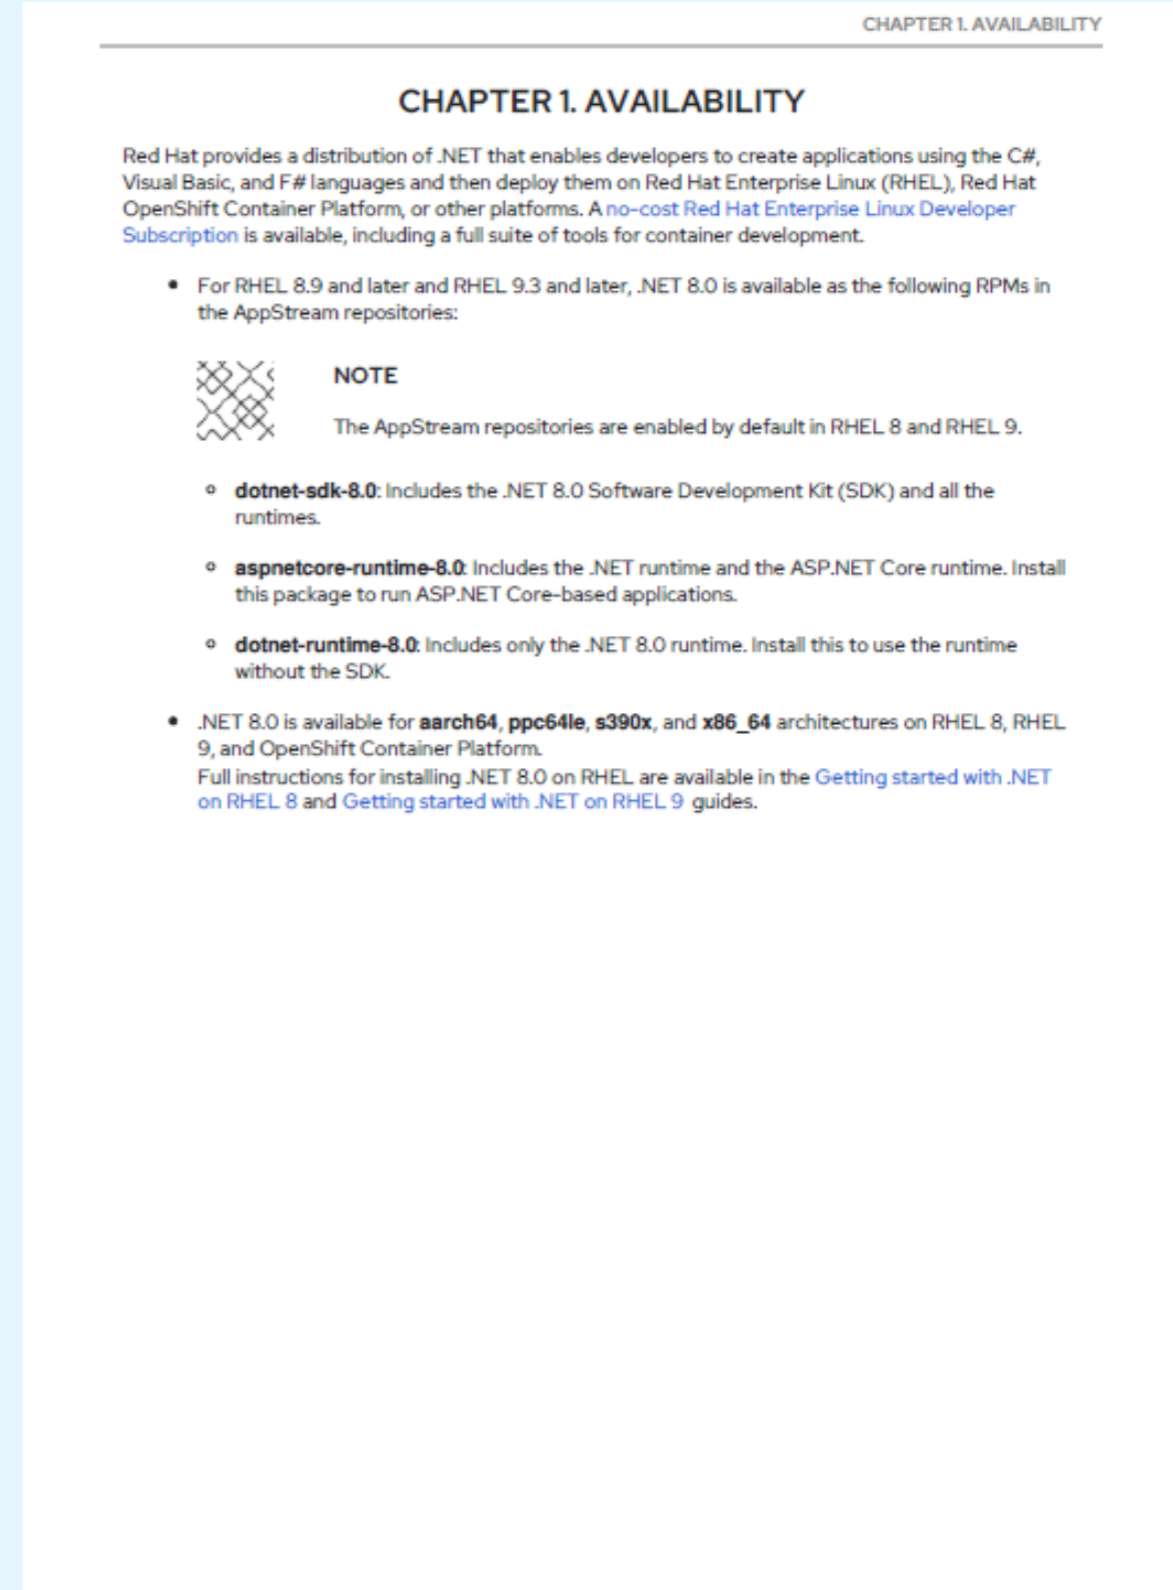 CHAPTER 1. AVAILABILITY
CHAPTER 1. AVAILABILITY
Red Hat provides a distribution of .NET that enables developers to create applications using the C#,
Visual Basic, and F# languages and then deploy them on Red Hat Enterprise Linux (RHEL), Red Hat
OpenShift Container Platform, or other platforms. A no-cost Red Hat Enterprise Linux Developer
Subscription is available, including a full suite of tools for container development.
• For RHEL 8.9 and later and RHEL 9.3 and later, .NET 8.0 is available as the following RPMs in
the AppStream repositories:
NOTE
The AppStream repositories are enabled by default in RHEL 8 and RHEL 9.
◦ dotnet-sdk-8.0: Includes the .NET 8.0 Software Development Kit (SDK) and all the
runtimes.
◦ aspnetcore-runtime-8.0: Includes the .NET runtime and the ASP.NET Core runtime. Install
this package to run ASP.NET Core-based applications.
◦ dotnet-runtime-8.0: Includes only the .NET 8.0 runtime. Install this to use the runtime
without the SDK.
• .NET 8.0 is available for aarch64, ppc64le, s390x, and x86_64 architectures on RHEL 8, RHEL
9, and OpenShift Container Platform.
Full instructions for installing .NET 8.0 on RHEL are available in the Getting started with .NET
on RHEL 8 and Getting started with .NET on RHEL 9 guides.